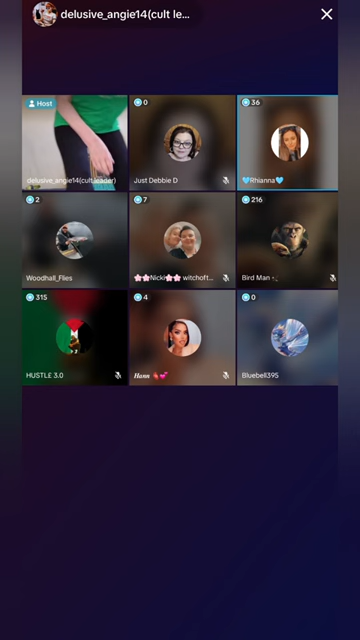 delusive_angie14(cult le...
Host
delusive_angie14(cult leader)
0
Just Debbie D
36
🩵Rhianna🩵
2
Woodhall_Flies
7
🌸🌸Nicki🌸🌸 witchoft...
216
Bird Man
315
HUSTLE 3.0
4
Hann
0
Bluebell395